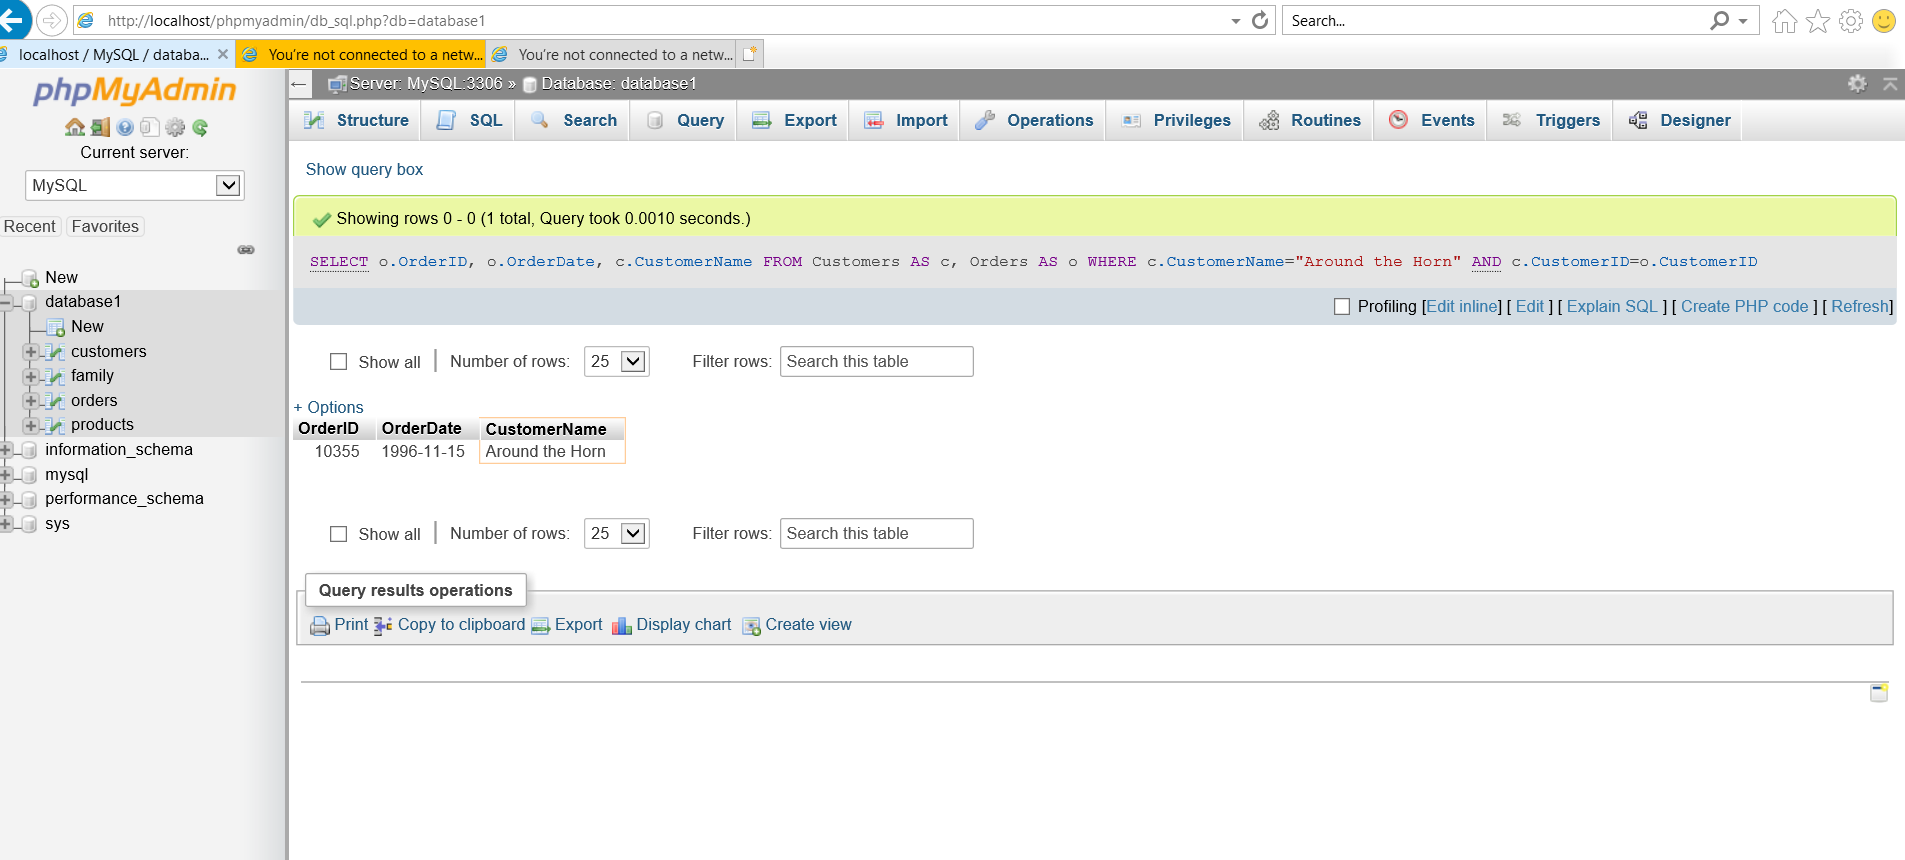 http://localhost/phpmyadmin/db_sql.php?db=database1
Search...
localhost / MySQL / databa...
You're not connected to a netw...
You're not connected to a netw...
phpMyAdmin
Current server:
MySQL
Recent
Favorites
New
database1
New
customers
family
orders
products
information_schema
mysql
performance_schema
sys
Server: MySQL:3306 » Database: database1
Structure SQL Search Query Export Import Operations Privileges Routines Events Triggers Designer
Show query box
Showing rows 0 - 0 (1 total, Query took 0.0010 seconds.)
SELECT o.OrderID, o.OrderDate, c.CustomerName FROM Customers AS c, Orders AS o WHERE c.CustomerName="Around the Horn" AND c.CustomerID=o.CustomerID
Profiling [Edit inline] [ Edit ] [ Explain SQL ] [ Create PHP code ] [ Refresh]
Show all | Number of rows: 25 Filter rows: Search this table
+ Options
OrderID OrderDate CustomerName
10355 1996-11-15 Around the Horn
Show all | Number of rows: 25 Filter rows: Search this table
Query results operations
Print Copy to clipboard Export Display chart Create view